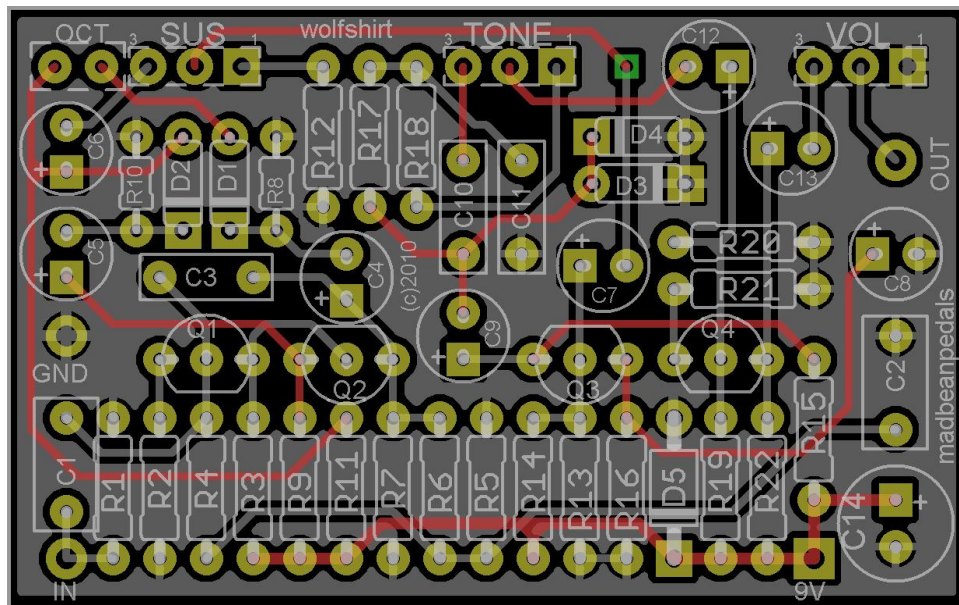 OCT SUS wolfshirt TONE C12 VOL
3 1 3 1 3 1
C6 R10 D2 D1 R8 R12 R17 R18 C10 C11 D4 D3 C13 OUT
+ + +
C5 C3 C4 (c)2010 C9 C7 R20 R21 C8
+ + + + +
GND Q1 Q2 Q3 Q4 C2 madbeanpedals
C1 R1 R2 R4 R3 R9 R11 R7 R6 R5 R14 R13 R16 D5 R19 R22 R15 C14
+
IN 9V